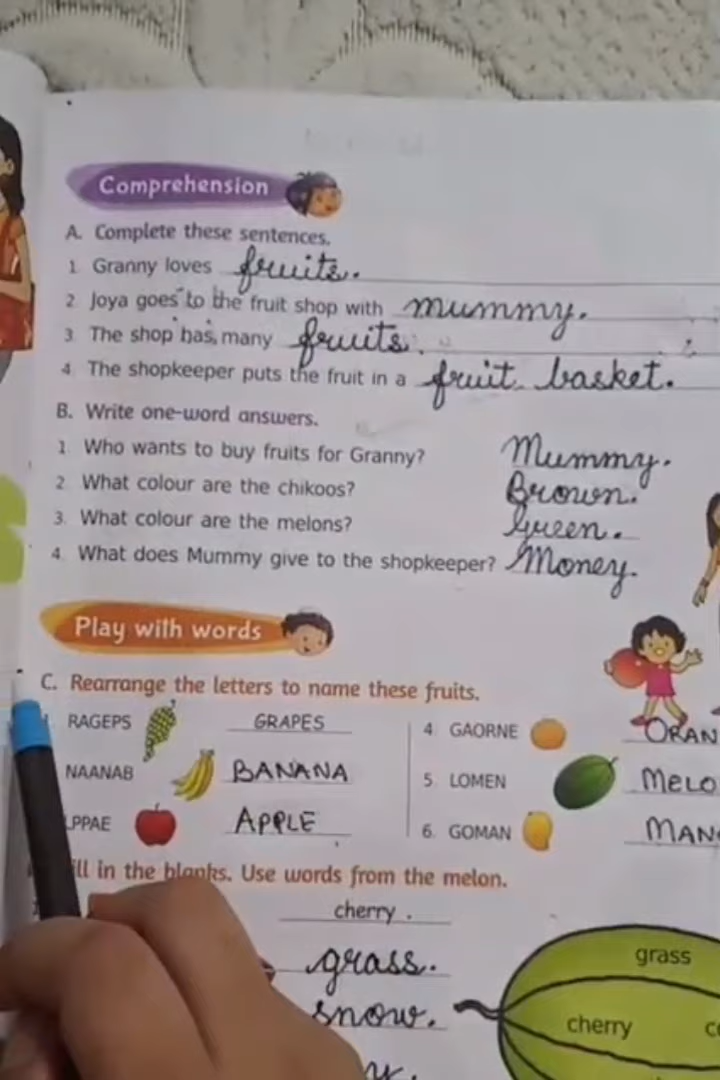 Comprehension
A. Complete these sentences.
1. Granny loves fruits.
2. Joya goes to the fruit shop with mummy.
3. The shop has many fruits.
4. The shopkeeper puts the fruit in a fruit basket.
B. Write one-word answers.
1. Who wants to buy fruits for Granny? Mummy.
2. What colour are the chikoos? Brown.
3. What colour are the melons? Green.
4. What does Mummy give to the shopkeeper? Money.
Play with words
C. Rearrange the letters to name these fruits.
RAGEPS GRAPES 4. GAORNE ORAN
NAANAB BANANA 5. LOMEN MELO
PPAE APPLE 6. GOMAN MAN
ill in the blanks. Use words from the melon.
cherry.
grass.
grass
snow.
cherry